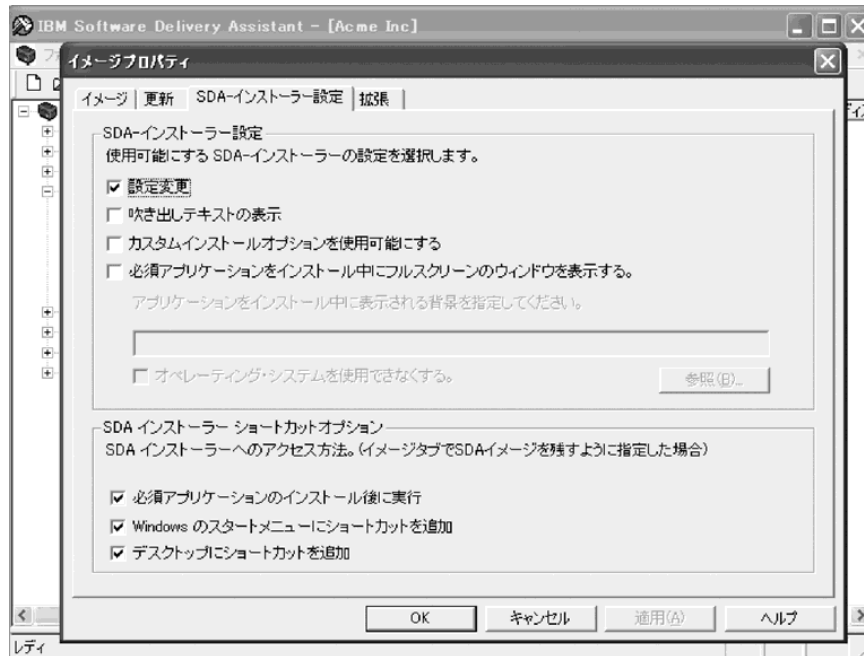 IBM Software Delivery Assistant - [Acme Inc]
イメージプロパティ
イメージ 更新 SDA-インストーラー設定 拡張
SDA-インストーラー設定
使用可能にする SDA-インストーラーの設定を選択します。
設定変更
吹き出しテキストの表示
カスタムインストールオプションを使用可能にする
必須アプリケーションをインストール中にフルスクリーンのウィンドウを表示する。
アプリケーションをインストール中に表示される背景を指定してください。
オペレーティング・システムを使用できなくする。
参照(B)...
SDA インストーラー ショートカットオプション
SDA インストーラーへのアクセス方法。(イメージタブでSDAイメージを残すように指定した場合)
必須アプリケーションのインストール後に実行
Windows のスタートメニューにショートカットを追加
デスクトップにショートカットを追加
OK キャンセル 適用(A) ヘルプ
レディ